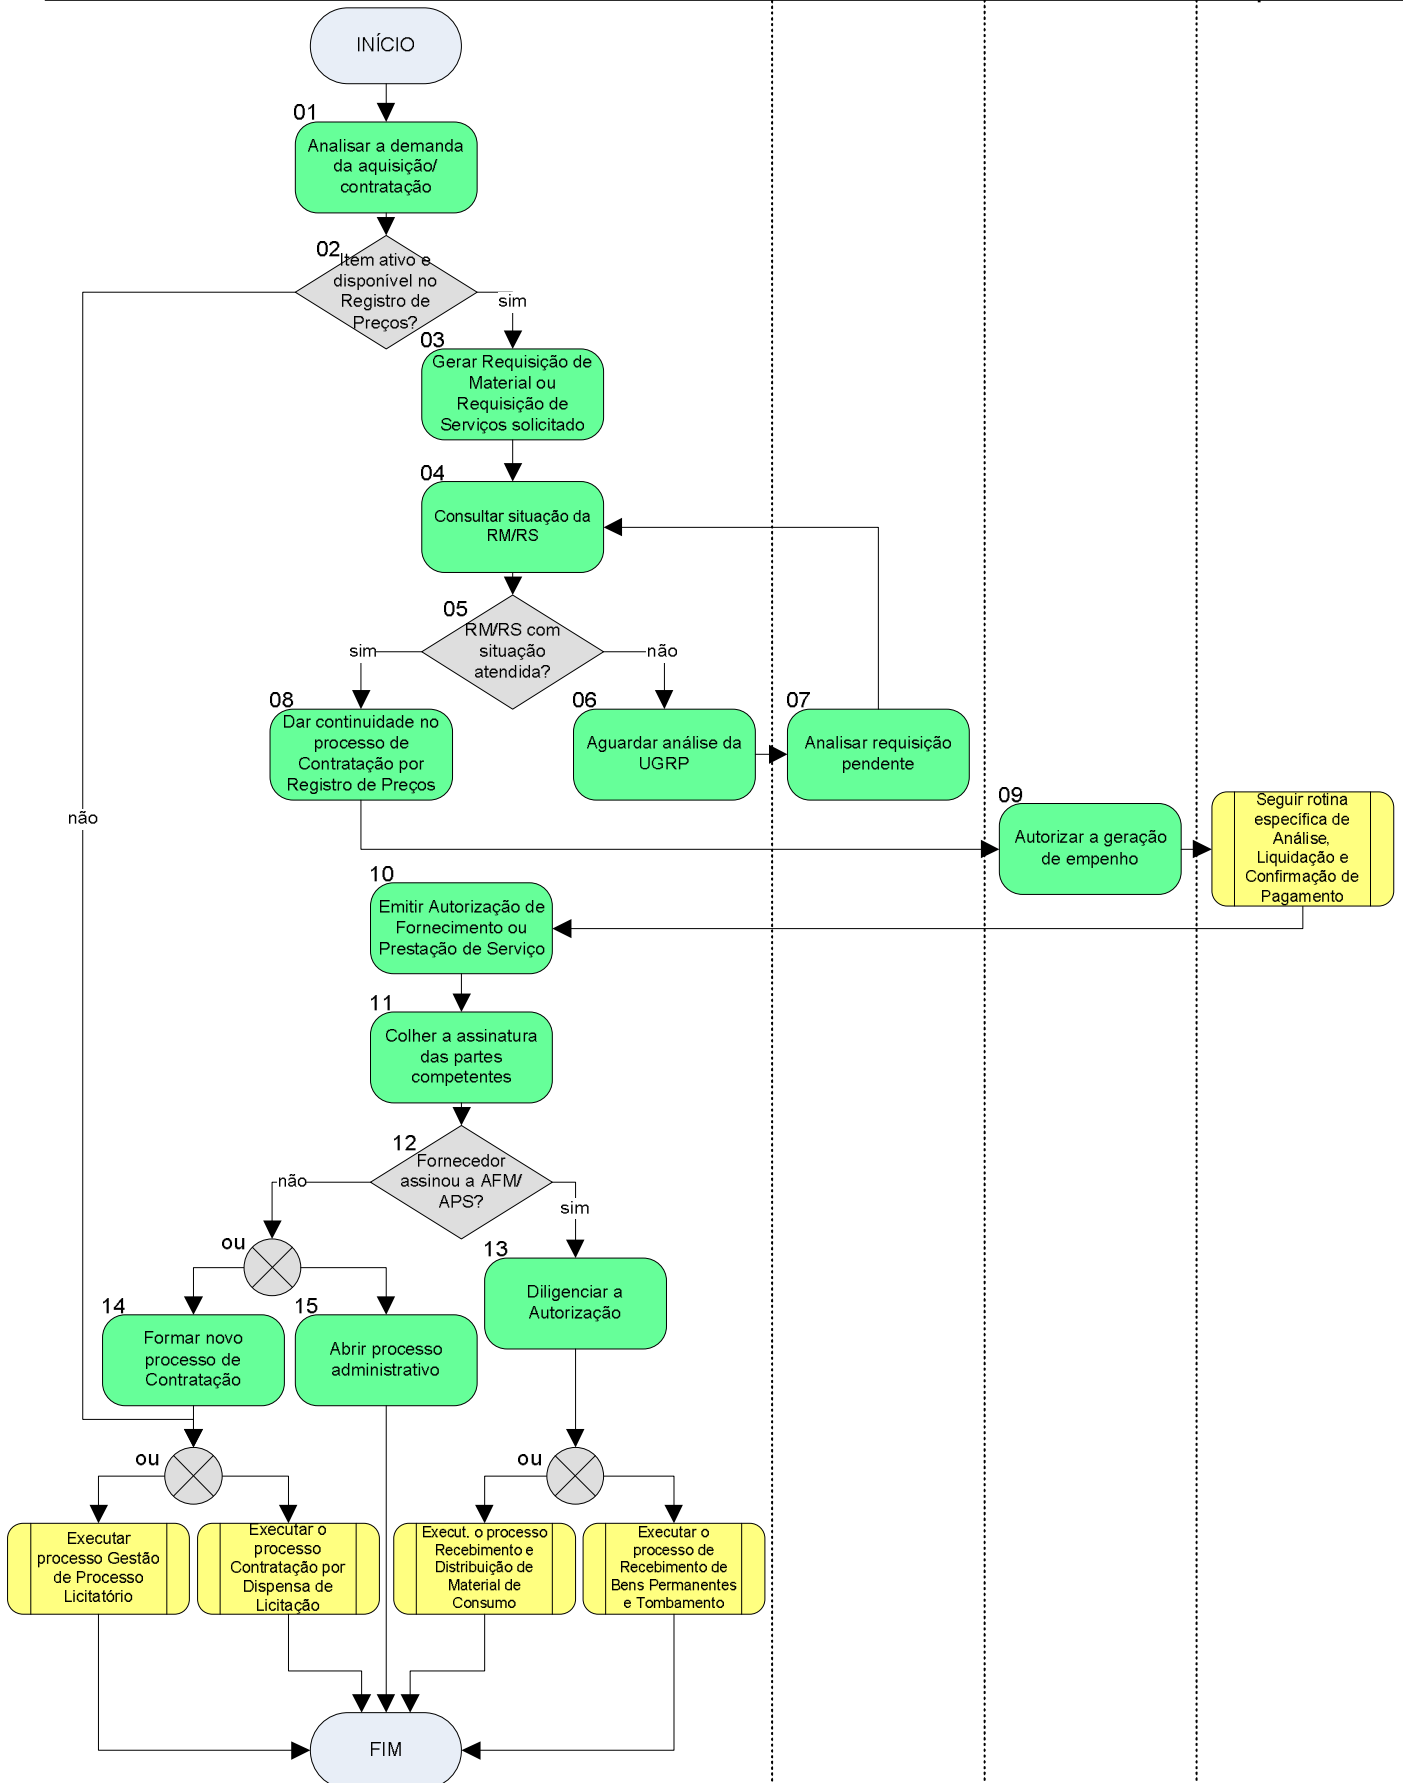 INÍCIO
01
Analisar a demanda
da aquisição/
contratação
02
Item ativo e
disponível no
Registro de
Preços?
sim
03
Gerar Requisição de
Material ou
Requisição de
Serviços solicitado
04
Consultar situação da
RM/RS
05
RM/RS com
situação
atendida?
sim
não
08
Dar continuidade no
processo de
Contratação por
Registro de Preços
06
Aguardar análise da
UGRP
07
Analisar requisição
pendente
não
09
Autorizar a geração
de empenho
Seguir rotina
específica de
Análise,
Liquidação e
Confirmação de
Pagamento
10
Emitir Autorização de
Fornecimento ou
Prestação de Serviço
11
Colher a assinatura
das partes
competentes
12
Fornecedor
assinou a AFM/
APS?
não
sim
ou
13
Diligenciar a
Autorização
14
Formar novo
processo de
Contratação
15
Abrir processo
administrativo
ou
ou
Executar
processo Gestão
de Processo
Licitatório
Executar o
processo
Contratação por
Dispensa de
Licitação
Execut, o processo
Recebimento e
Distribuição de
Material de
Consumo
Executar o
processo de
Recebimento de
Bens Permanentes
e Tombamento
FIM